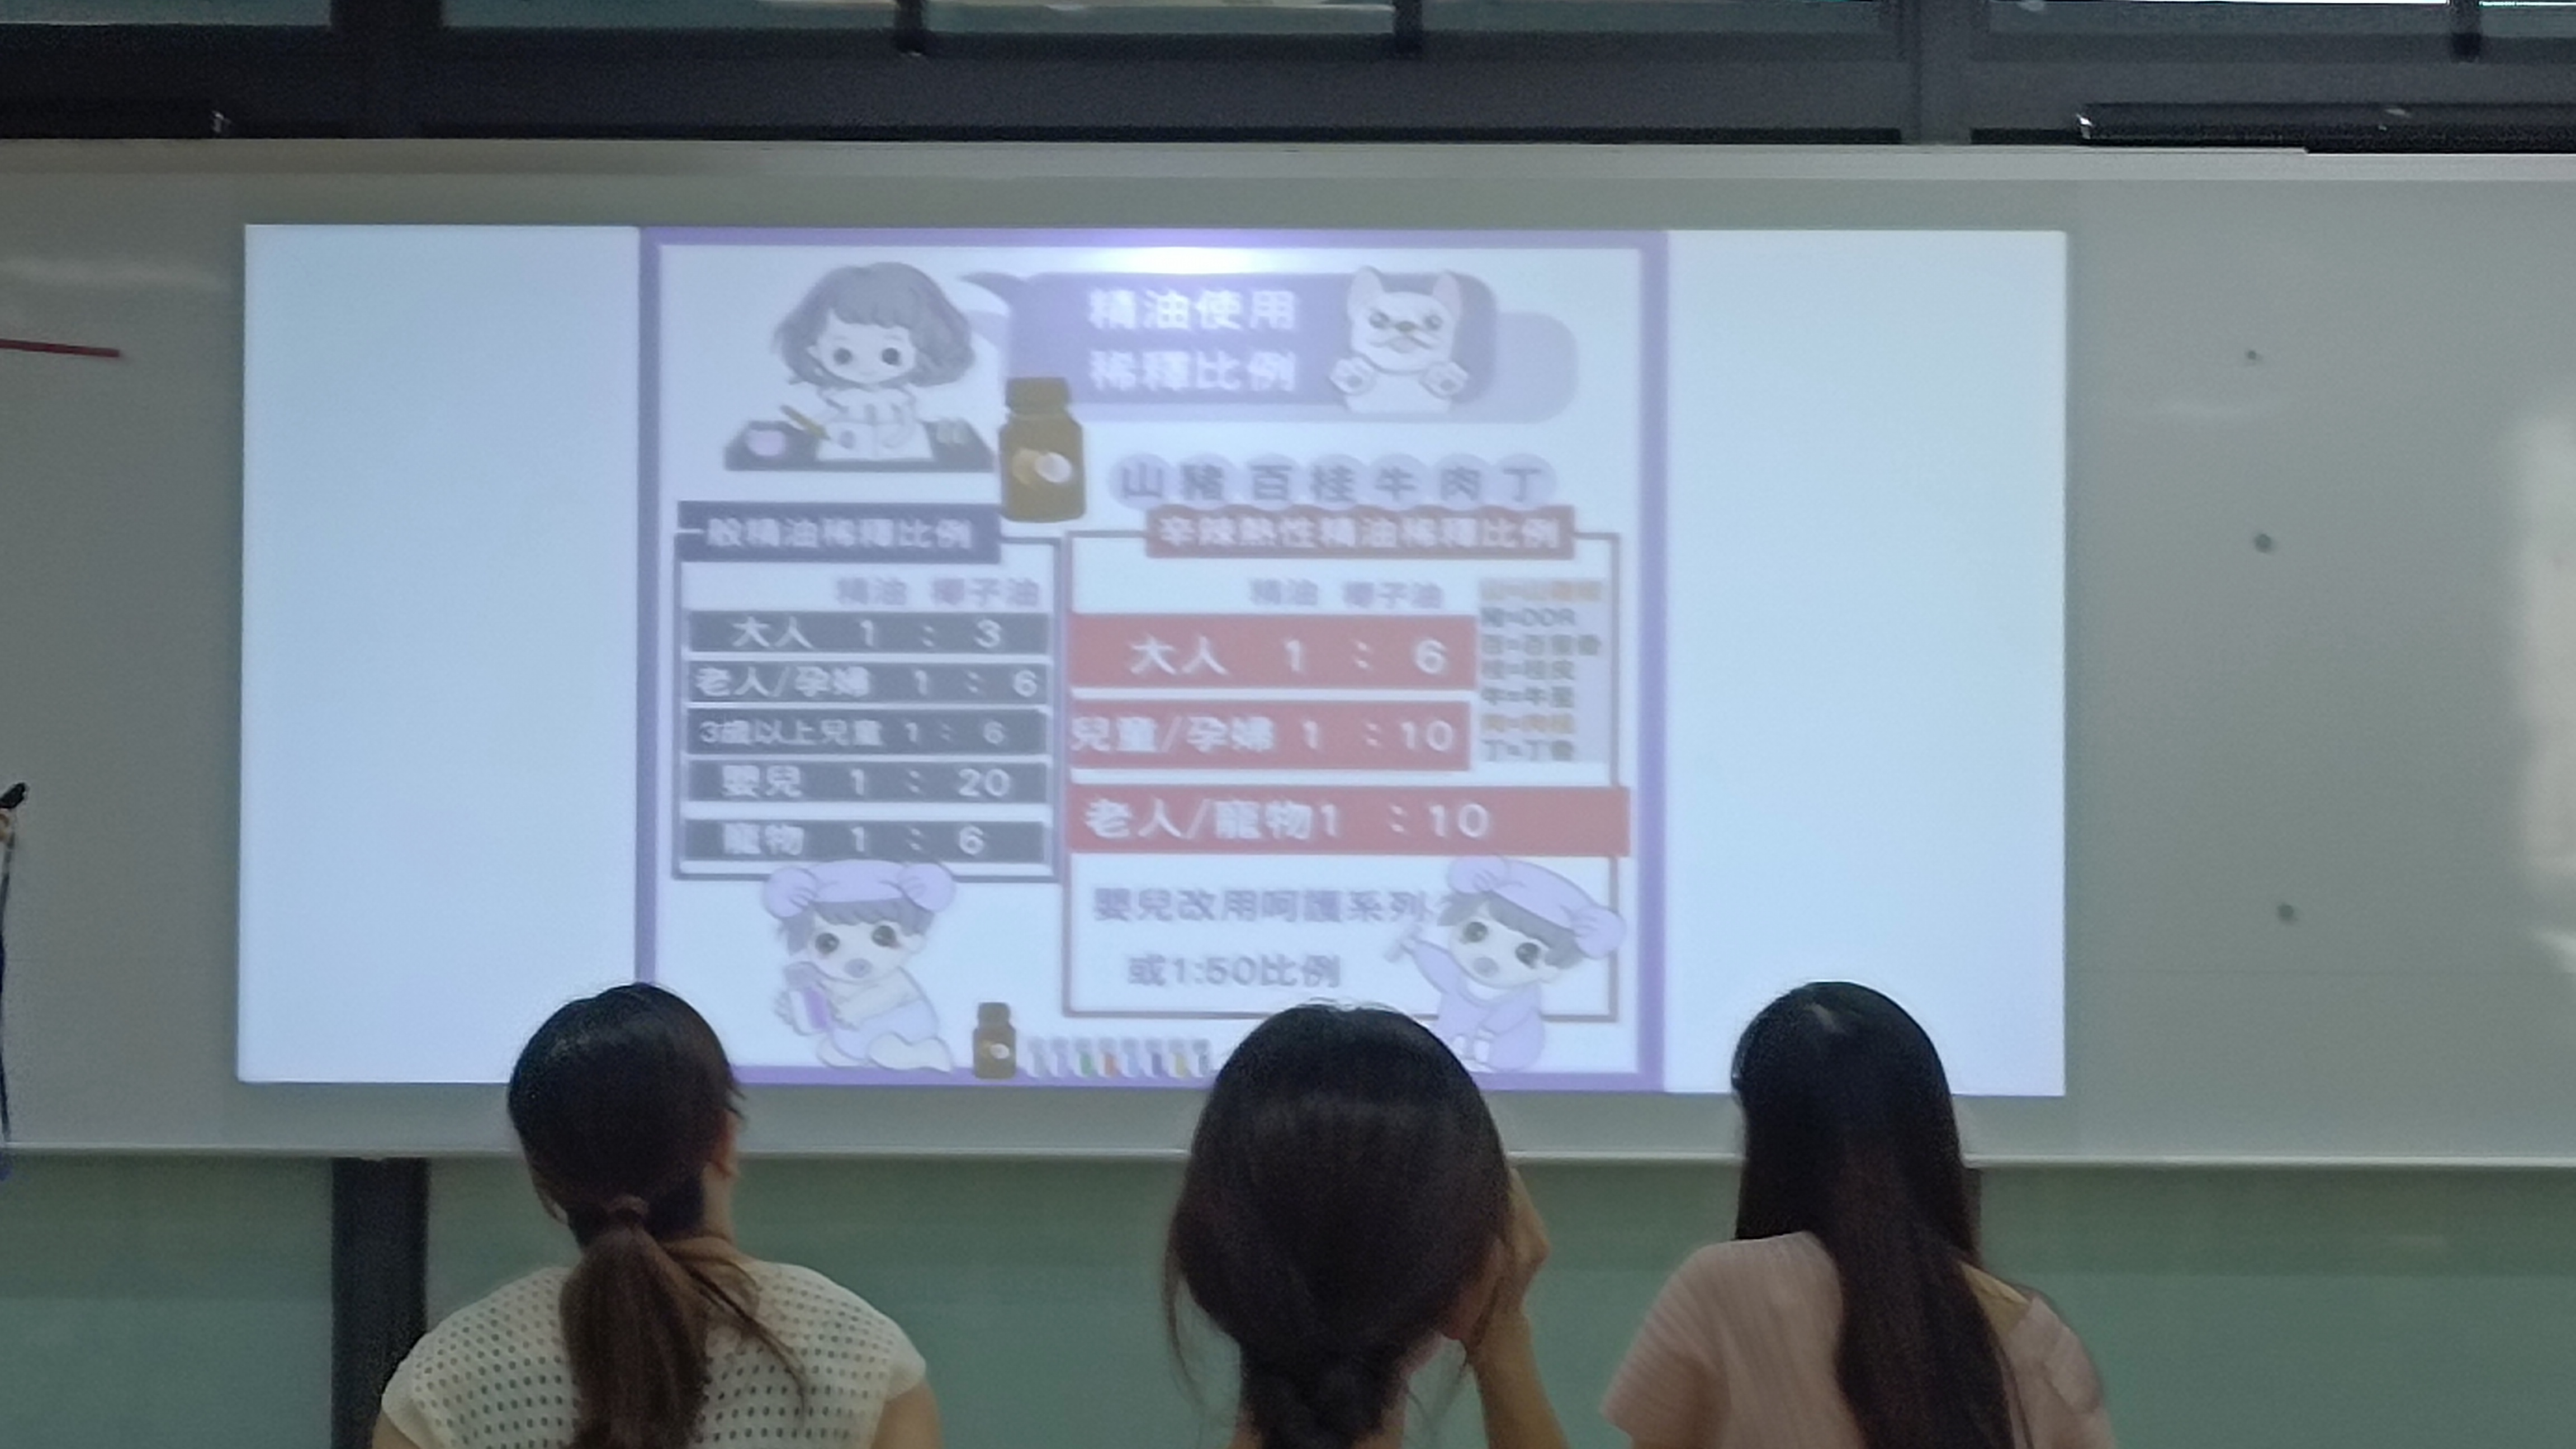 精油使用
稀釋比例
山豬百桂牛肉丁
一般精油稀釋比例
精油 椰子油
大人 1 : 3
老人/孕婦 1 : 6
3歲以上兒童 1 : 6
嬰兒 1 : 20
寵物 1 : 6
辛辣熱性精油稀釋比例
精油 椰子油
大人 1 : 6
兒童/孕婦 1 : 10
老人/寵物1 : 10
豬=DDR
百=百里香
桂=桂皮
牛=牛至
肉=肉桂
丁=丁香
嬰兒改用呵護系列
或1:50比例